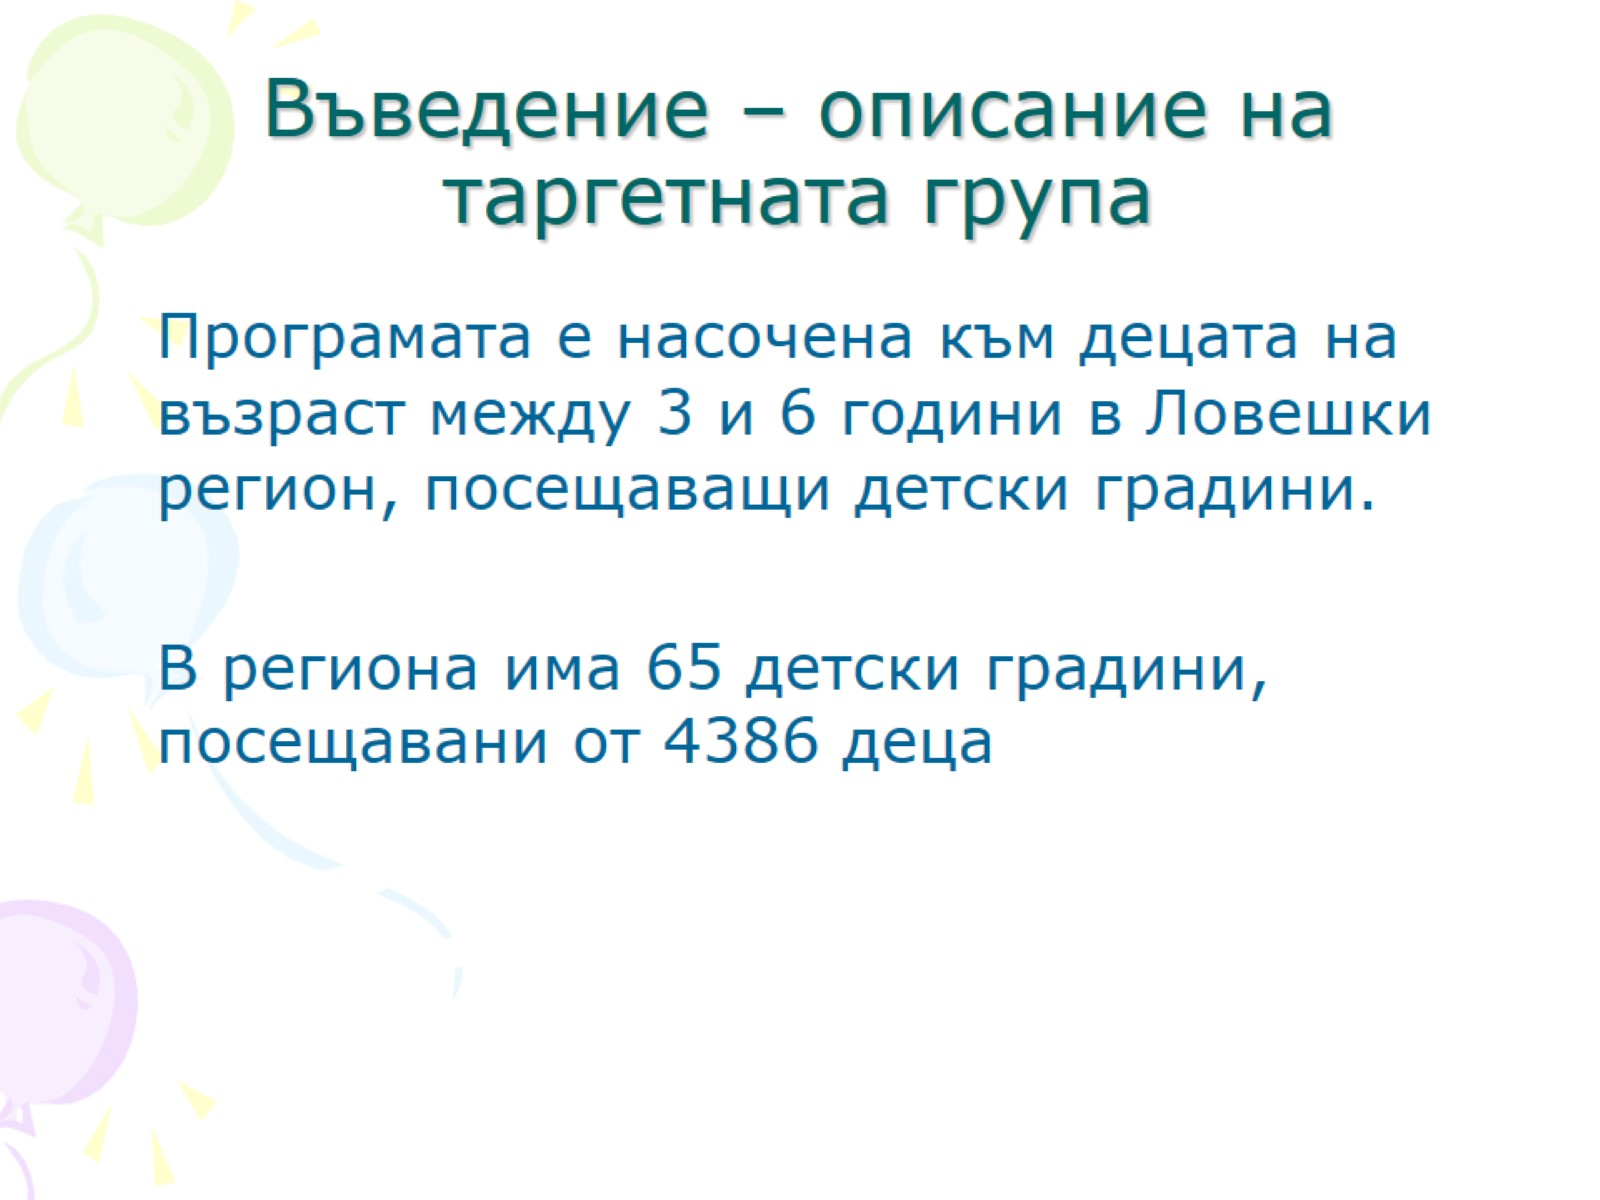 Въведение – описание на
таргетната група
Програмата е насочена към децата на
възраст между 3 и 6 години в Ловешки
регион, посещаващи детски градини.
В региона има 65 детски градини,
посещавани от 4386 деца